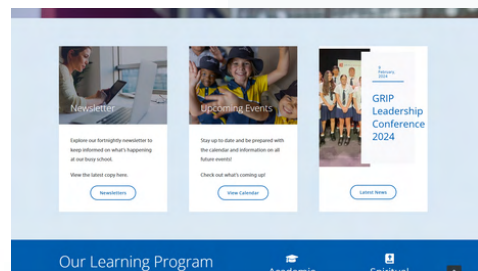 Newsletter
Explore our fortnightly newsletter to
keep informed on what's happening
at our busy school.
View the latest copy here.
Newsletters
Upcoming Events
Stay up to date and be prepared with
the calendar and information on all
future events!
Check out what's coming up!
View Calendar
9
February
2024
GRIP
Leadership
Conference
2024
Latest News
Our Learning Program
Academic
Spiritual